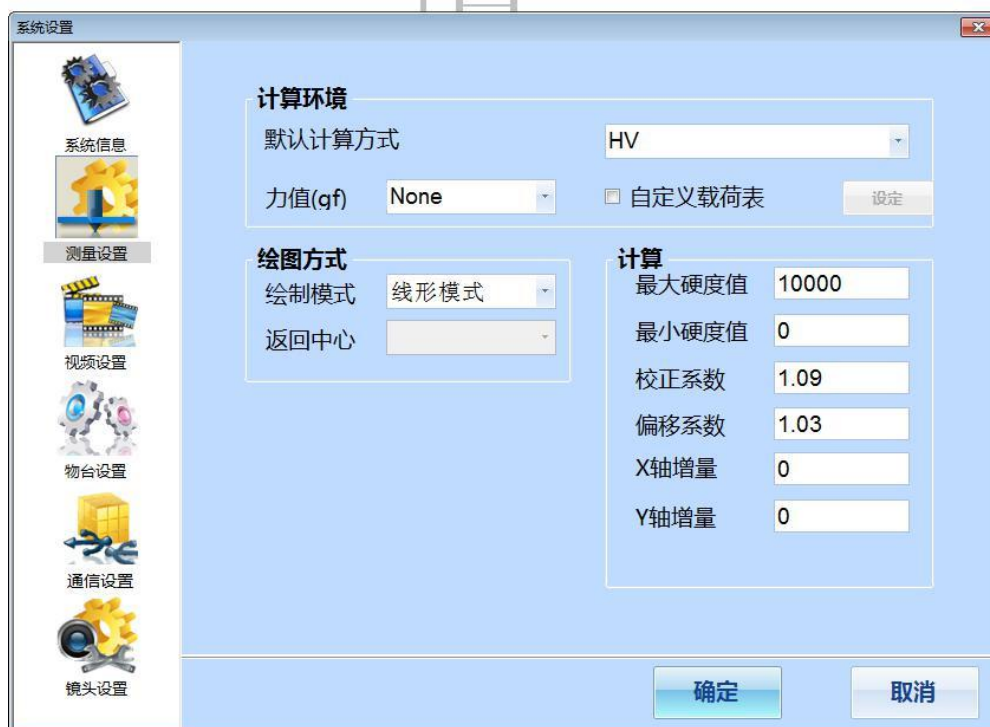 系统设置
系统信息
测量设置
视频设置
物台设置
通信设置
镜头设置
计算环境
默认计算方式 HV
力值(gf) None 自定义载荷表 设定
绘图方式
绘制模式 线形模式
返回中心
计算
最大硬度值 10000
最小硬度值 0
校正系数 1.09
偏移系数 1.03
X轴增量 0
Y轴增量 0
确定 取消